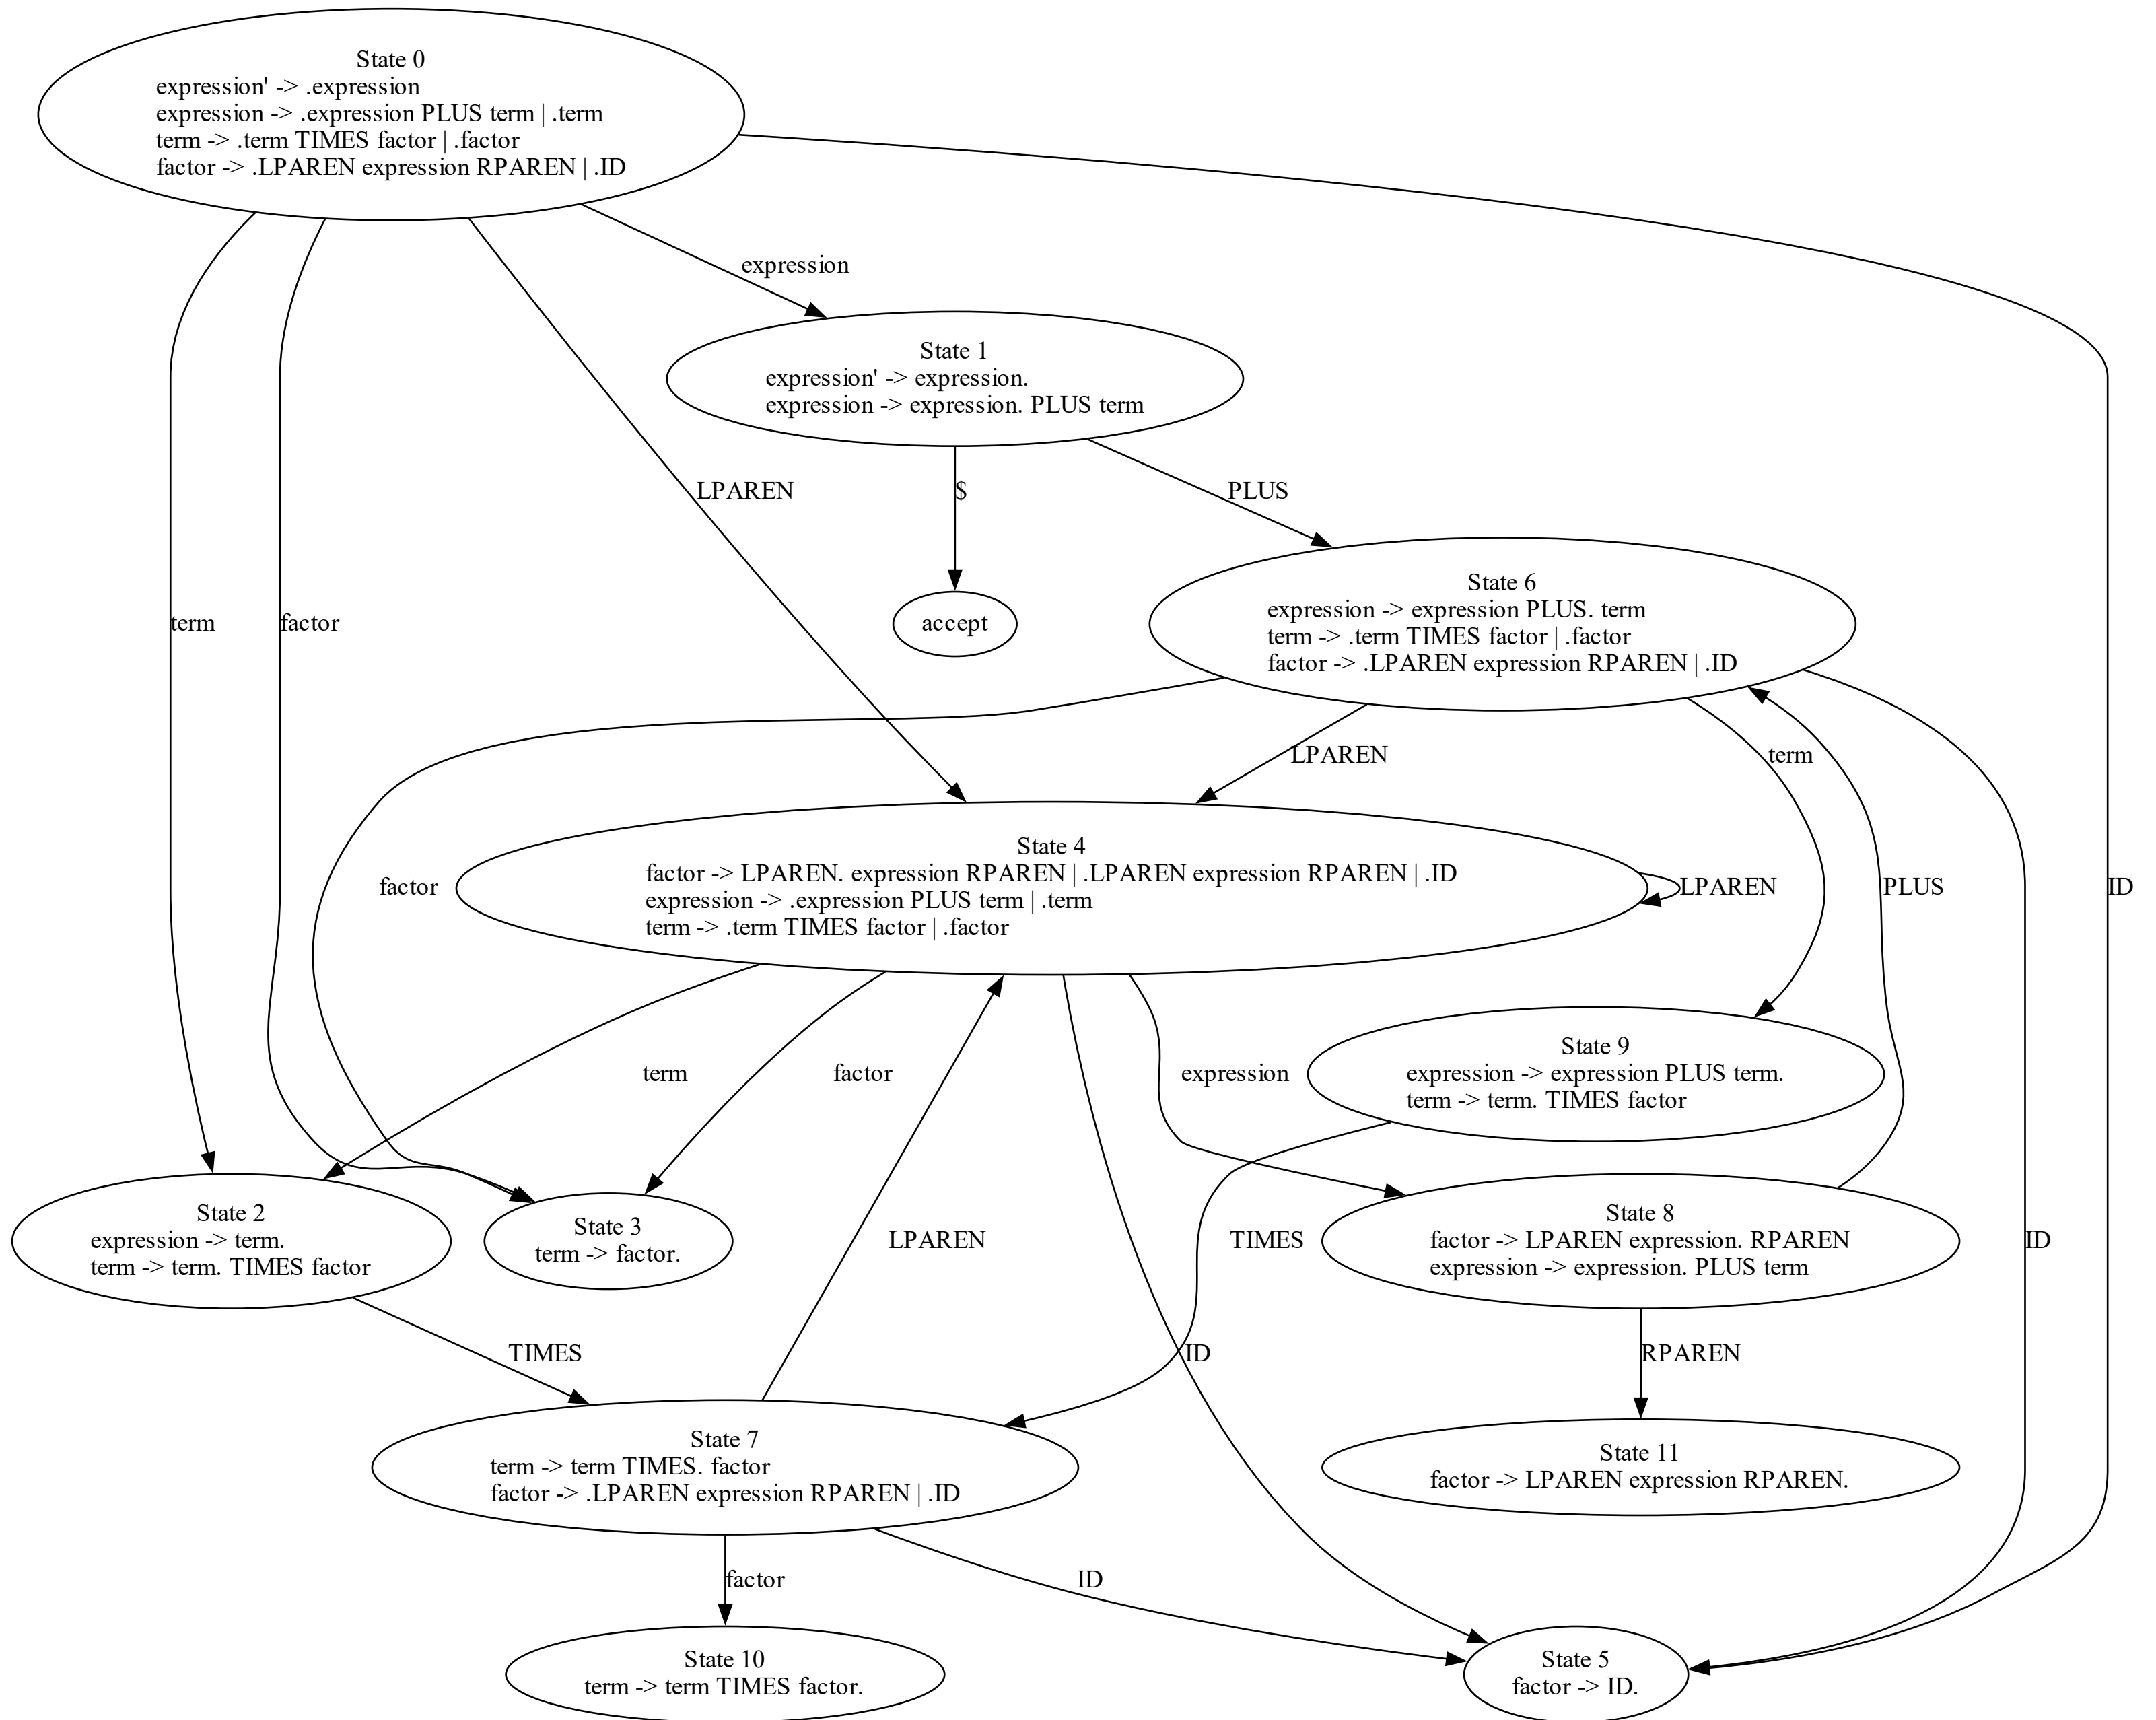 State 0
expression' -> .expression
expression -> .expression PLUS term | .term
term -> .term TIMES factor | .factor
factor -> .LPAREN expression RPAREN | .ID
expression
State 1
expression' -> expression.
expression -> expression. PLUS term
LPAREN
$
PLUS
State 6
expression -> expression PLUS. term
term -> .term TIMES factor | .factor
factor -> .LPAREN expression RPAREN | .ID
term
factor
accept
LPAREN
term
State 4
factor -> LPAREN. expression RPAREN | .LPAREN expression RPAREN | .ID
expression -> .expression PLUS term | .term
term -> .term TIMES factor | .factor
factor
LPAREN
PLUS
ID
State 9
expression -> expression PLUS term.
term -> term. TIMES factor
term
factor
expression
State 2
expression -> term.
term -> term. TIMES factor
State 3
term -> factor.
LPAREN
TIMES
State 8
factor -> LPAREN expression. RPAREN
expression -> expression. PLUS term
ID
TIMES
ID
RPAREN
State 7
term -> term TIMES. factor
factor -> .LPAREN expression RPAREN | .ID
State 11
factor -> LPAREN expression RPAREN.
factor
ID
State 10
term -> term TIMES factor.
State 5
factor -> ID.